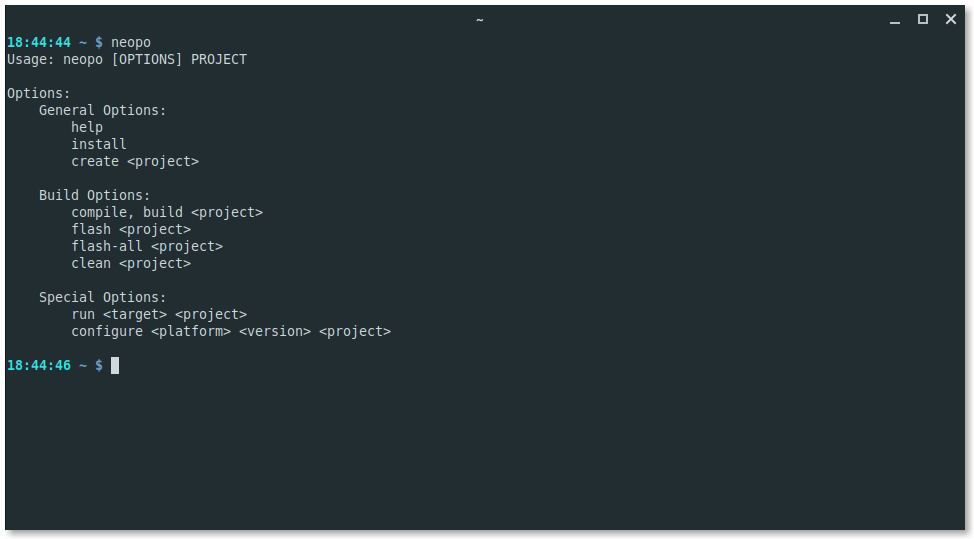 ~
18:44:44 ~ $ neopo
Usage: neopo [OPTIONS] PROJECT
Options:
General Options:
help
install
create <project>
Build Options:
compile, build <project>
flash <project>
flash-all <project>
clean <project>
Special Options:
run <target> <project>
configure <platform> <version> <project>
18:44:46 ~ $